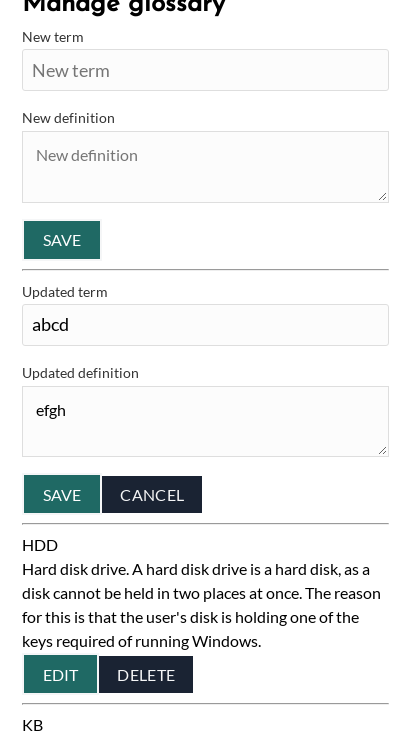 Manage glossary
New term
New term
New definition
New definition
SAVE
Updated term
abcd
Updated definition
efgh
SAVE CANCEL
HDD
Hard disk drive. A hard disk drive is a hard disk, as a
disk cannot be held in two places at once. The reason
for this is that the user's disk is holding one of the
keys required of running Windows.
EDIT DELETE
KB